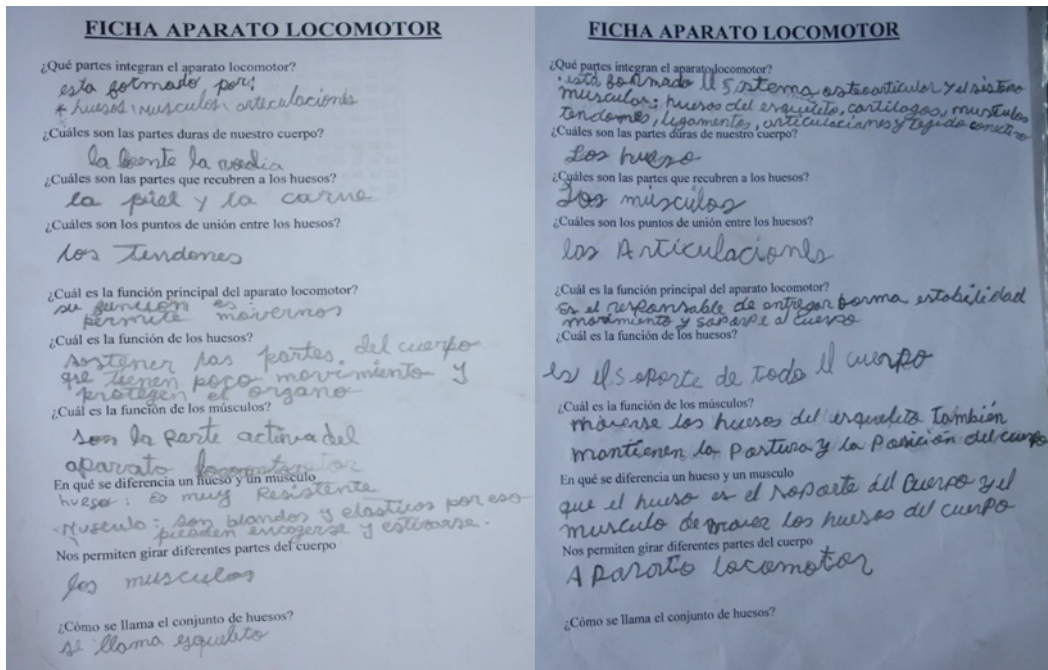 FICHA APARATO LOCOMOTOR
¿Qué partes integran el aparato locomotor?
esta formado por:
* huesos, musculos, articulaciones
¿Cuáles son las partes duras de nuestro cuerpo?
la frente la rodia
¿Cuáles son las partes que recubren a los huesos?
la piel y la carne
¿Cuáles son los puntos de unión entre los huesos?
los tendones
¿Cuál es la función principal del aparato locomotor?
su función es:
permite movernos
¿Cuál es la función de los huesos?
sostener las partes. del cuerpo
que tienen poco movimiento y
protegen el organo
¿Cuál es la función de los músculos?
son la parte activa del
aparato locomotor
En qué se diferencia un hueso y un musculo
hueso: Es muy Resistente
Musculo: son blandos y elasticos por eso
pueden encogerse y estirarse.
Nos permiten girar diferentes partes del cuerpo
los musculos
¿Cómo se llama el conjunto de huesos?
se llama esqueleto
FICHA APARATO LOCOMOTOR
¿Qué partes integran el aparato locomotor?
está formado el sistema osteoarticular y el sistema
muscular: huesos del esqueleto, cartílagos, musculos
tendones, ligamentos, articulaciones y tejido conectivo
¿Cuáles son las partes duras de nuestro cuerpo?
Los hueso
¿Cuáles son las partes que recubren a los huesos?
Los músculos
¿Cuáles son los puntos de unión entre los huesos?
las Articulaciones
¿Cuál es la función principal del aparato locomotor?
Es el responsable de entregar forma estabilidad
movimiento y soporte al cuerpo
¿Cuál es la función de los huesos?
es el soporte de todo el cuerpo
¿Cuál es la función de los músculos?
moverse los huesos del esqueleto también
mantienen la Postura y la Posición del cuerpo
En qué se diferencia un hueso y un musculo
que el hueso es el soporte del Cuerpo y el
musculo de mover los huesos del cuerpo
Nos permiten girar diferentes partes del cuerpo
Aparato locomotor
¿Cómo se llama el conjunto de huesos?